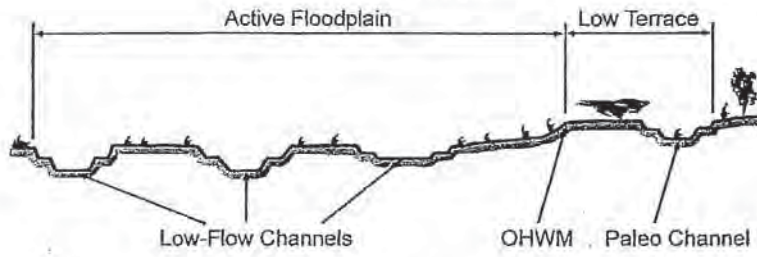 Active Floodplain
Low Terrace
Low-Flow Channels
OHWM
Paleo Channel